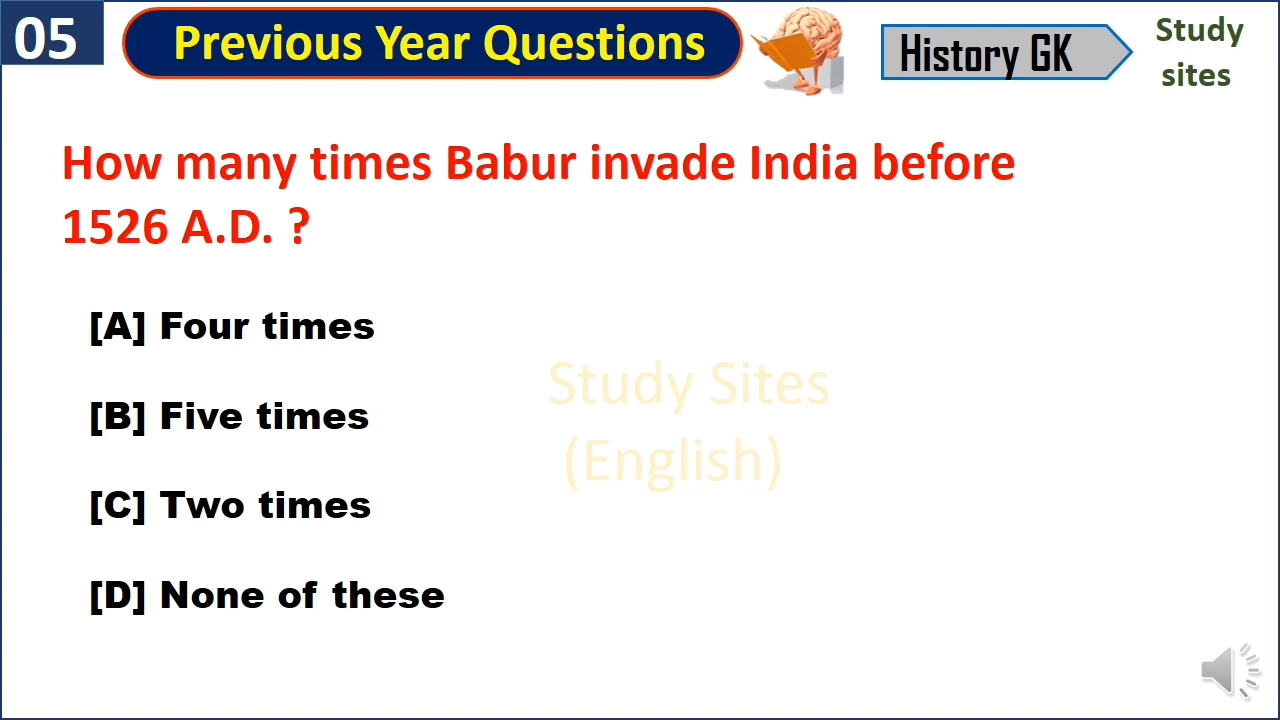 05
Previous Year Questions
History GK
Study
sites
How many times Babur invade India before
1526 A.D. ?
[A] Four times
[B] Five times
[C] Two times
[D] None of these
Study Sites
(English)